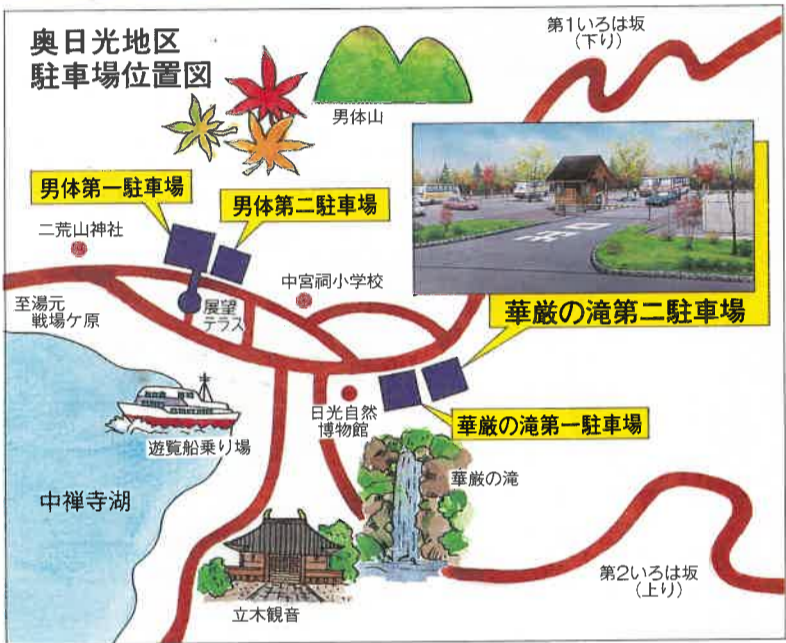 奥日光地区
駐車場位置図
第1いろは坂
(下り)
男体山
男体第一駐車場
男体第二駐車場
二荒山神社
中宮祠小学校
至湯元
戦場ケ原
展望
テラス
華厳の滝第二駐車場
日光自然
博物館
華厳の滝第一駐車場
遊覧船乗り場
華厳の滝
中禅寺湖
第2いろは坂
(上り)
立木観音